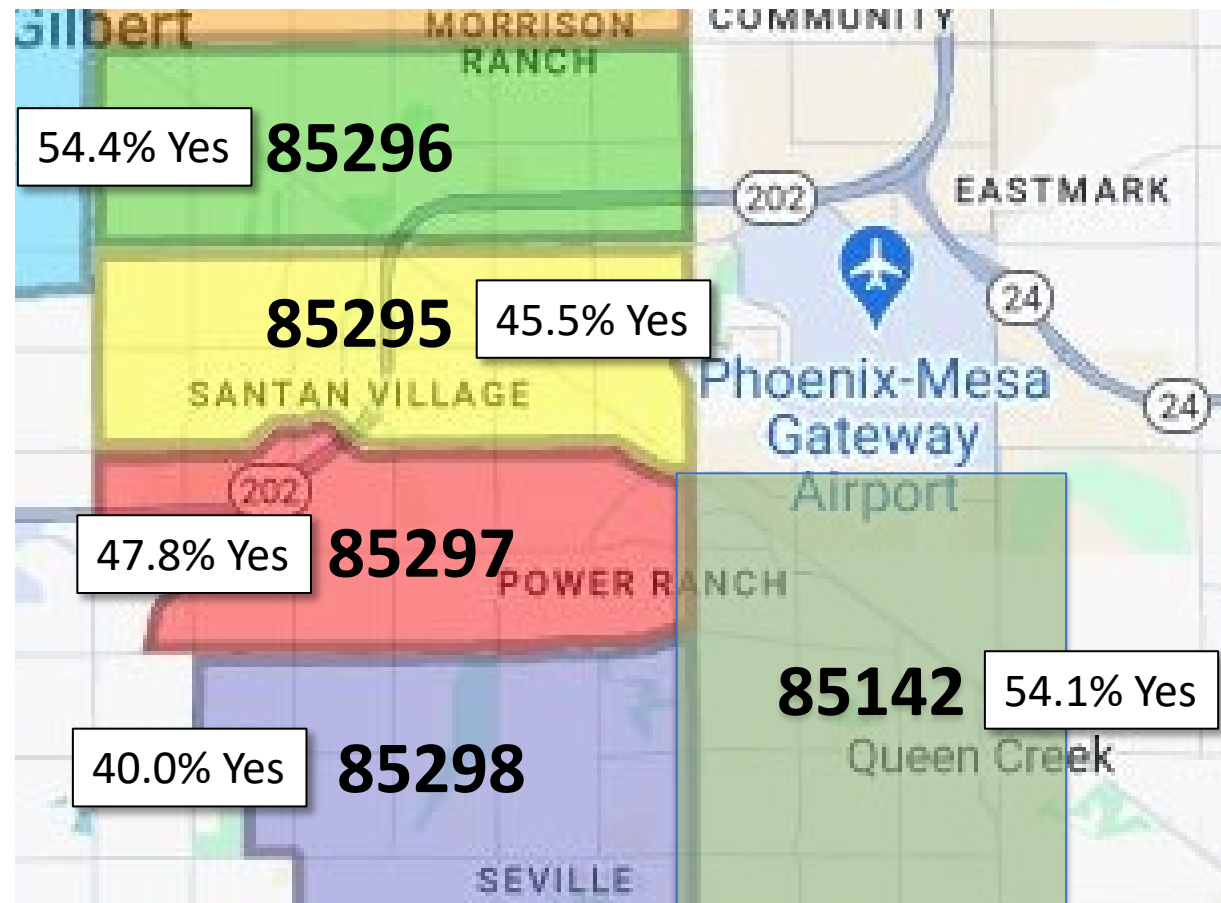 Gilbert
MORRISON
RANCH
COMMUNITY
54.4% Yes
85296
202
EASTMARK
85295
45.5% Yes
24
SANTAN VILLAGE
Phoenix-Mesa
Gateway
Airport
24
202
47.8% Yes
85297
POWER RANCH
85142
54.1% Yes
Queen Creek
40.0% Yes
85298
SEVILLE